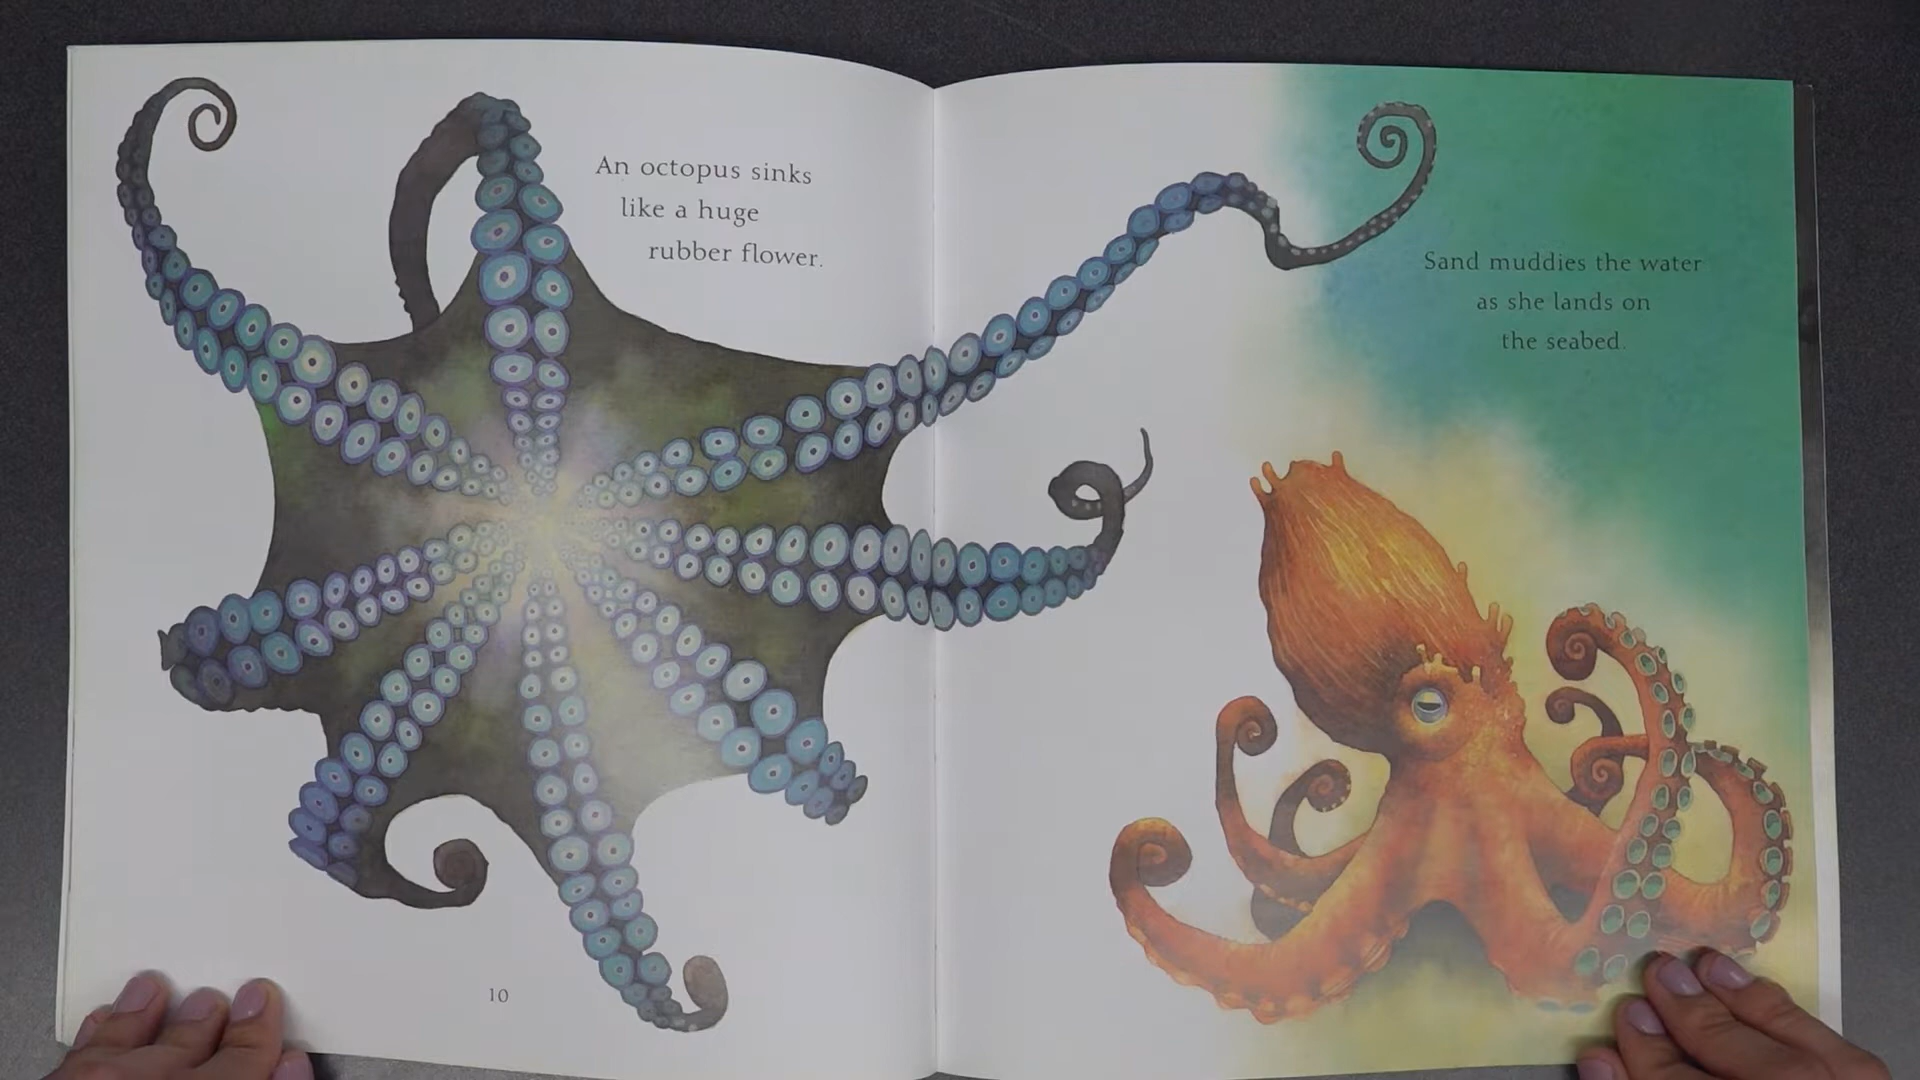 An octopus sinks
like a huge
rubber flower.
10
Sand muddies the water
as she lands on
the seabed.